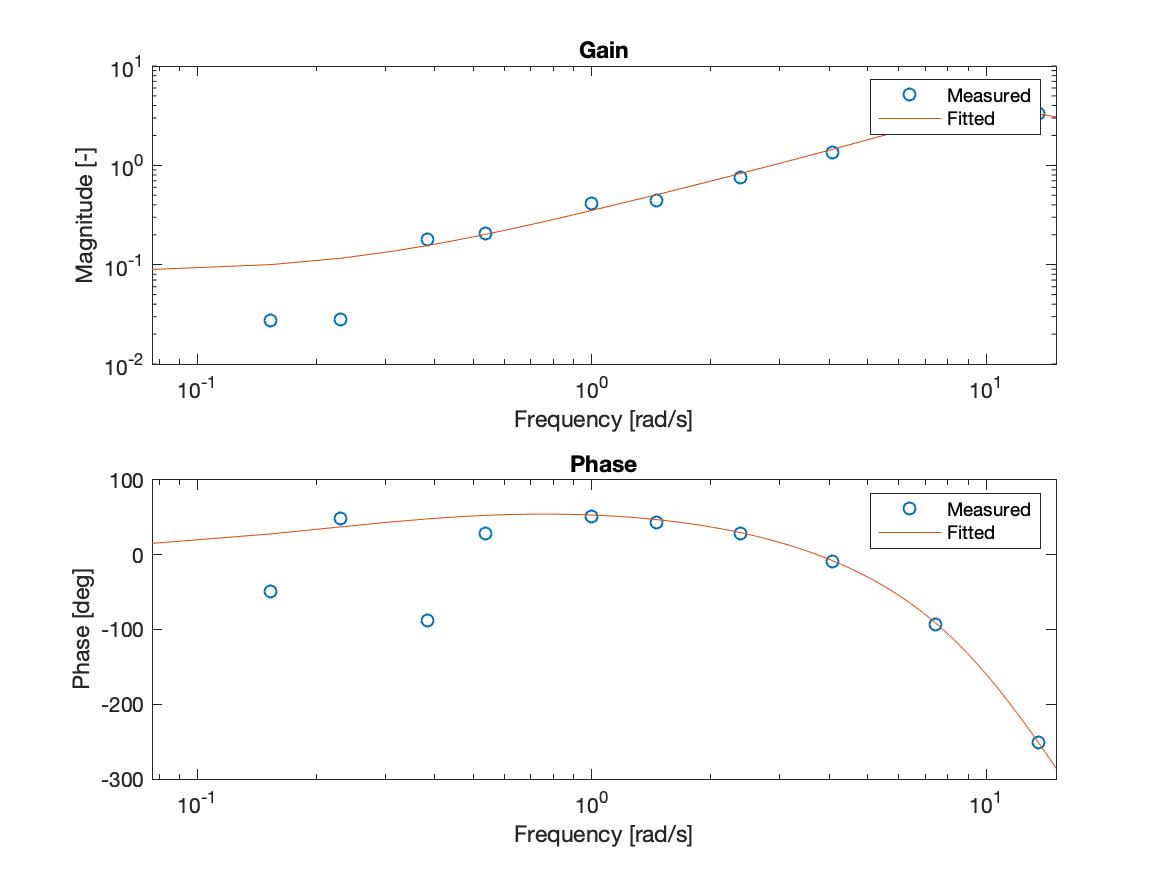 Gain
Magnitude [-]
10^1
10^0
10^-1
10^-2
Measured
Fitted
10^-1 10^0 10^1
Frequency [rad/s]
Phase
Phase [deg]
100
0
-100
-200
-300
Measured
Fitted
10^-1 10^0 10^1
Frequency [rad/s]